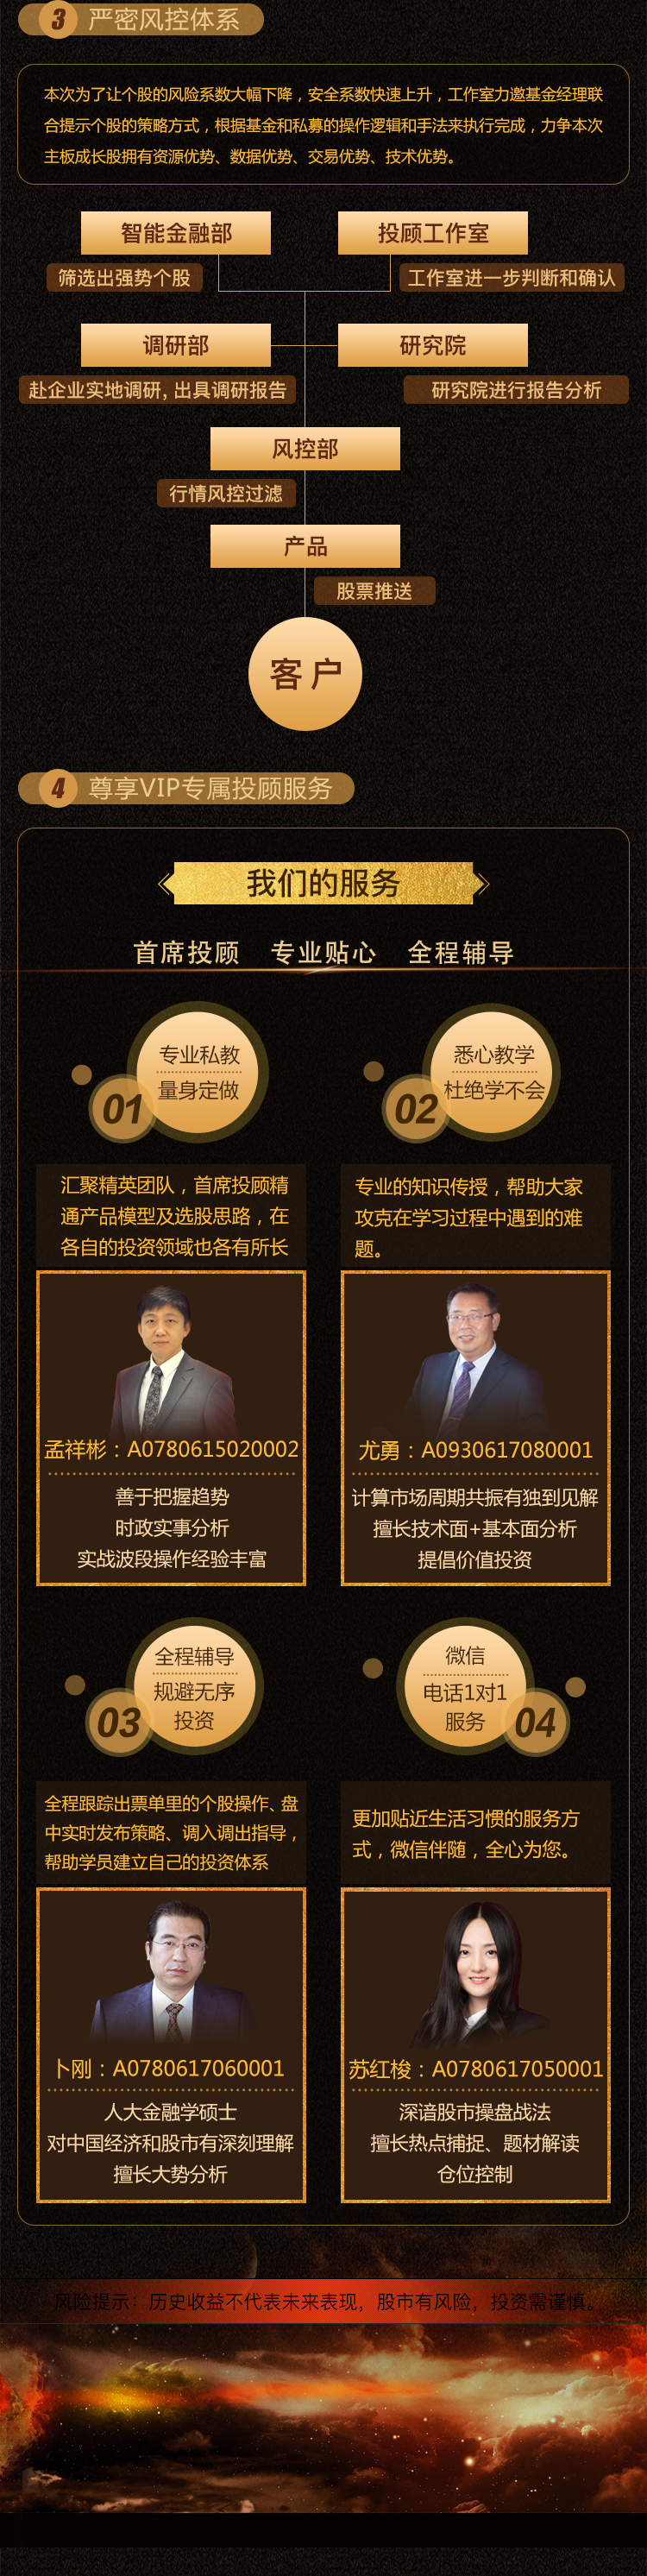 3 严密风控体系
本次为了让个股的风险系数大幅下降，安全系数快速上升，工作室力邀基金经理联
合提示个股的策略方式，根据基金和私募的操作逻辑和手法来执行完成，力争本次
主板成长股拥有资源优势、数据优势、交易优势、技术优势。
智能金融部
投顾工作室
筛选出强势个股
工作室进一步判断和确认
调研部
研究院
赴企业实地调研, 出具调研报告
研究院进行报告分析
风控部
行情风控过滤
产品
股票推送
客户
4 尊享VIP专属投顾服务
我们的服务
首席投顾 专业贴心 全程辅导
专业私教
量身定做
01
悉心教学
杜绝学不会
02
汇聚精英团队，首席投顾精
通产品模型及选股思路，在
各自的投资领域也各有所长
专业的知识传授，帮助大家
攻克在学习过程中遇到的难
题。
孟祥彬：A0780615020002
善于把握趋势
时政实事分析
实战波段操作经验丰富
尤勇：A0930617080001
计算市场周期共振有独到见解
擅长技术面+基本面分析
提倡价值投资
全程辅导
规避无序
投资
03
微信
电话1对1
服务
04
全程跟踪出票单里的个股操作、盘
中实时发布策略、调入调出指导，
帮助学员建立自己的投资体系
更加贴近生活习惯的服务方
式，微信伴随，全心为您。
卜刚：A0780617060001
人大金融学硕士
对中国经济和股市有深刻理解
擅长大势分析
苏红梭：A0780617050001
深谙股市操盘战法
擅长热点捕捉、题材解读
仓位控制
风险提示：历史收益不代表未来表现，股市有风险，投资需谨慎。